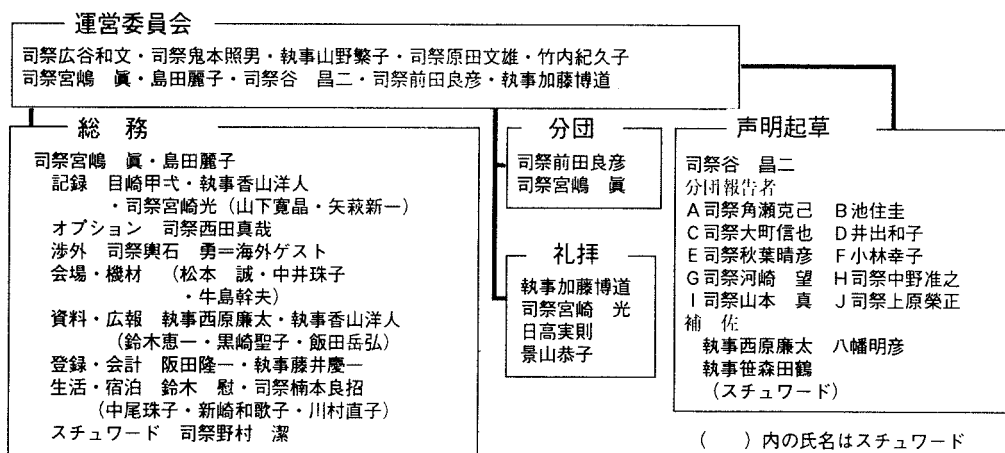 運営委員会
司祭広谷和文・司祭鬼本照男・執事山野繁子・司祭原田文雄・竹内紀久子
司祭宮嶋　眞・島田麗子・司祭谷　昌二・司祭前田良彦・執事加藤博道
総　務
司祭宮嶋　眞・島田麗子
記録　目崎甲弌・執事香山洋人
・司祭宮崎光（山下寛晶・矢萩新一）
オプション　司祭西田真哉
渉外　司祭輿石　勇＝海外ゲスト
会場・機材　（松本　誠・中井珠子
・牛島幹夫）
資料・広報　執事西原廉太・執事香山洋人
（鈴木恵一・黒崎聖子・飯田岳弘）
登録・会計　阪田隆一・執事藤井慶一
生活・宿泊　鈴木　慰・司祭楠本良招
（中尾珠子・新崎和歌子・川村直子）
スチュワード　司祭野村　潔
分団
司祭前田良彦
司祭宮嶋　眞
礼拝
執事加藤博道
司祭宮崎　光
日高実則
景山恭子
声明起草
司祭谷　昌二
分団報告者
A司祭角瀬克己　B池住圭
C司祭大町信也　D井出和子
E司祭秋葉晴彦　F小林幸子
G司祭河崎　望　H司祭中野准之
I司祭山本　真　J司祭上原榮正
補　佐
執事西原廉太　八幡明彦
執事笹森田鶴
（スチュワード）
（　　）内の氏名はスチュワード